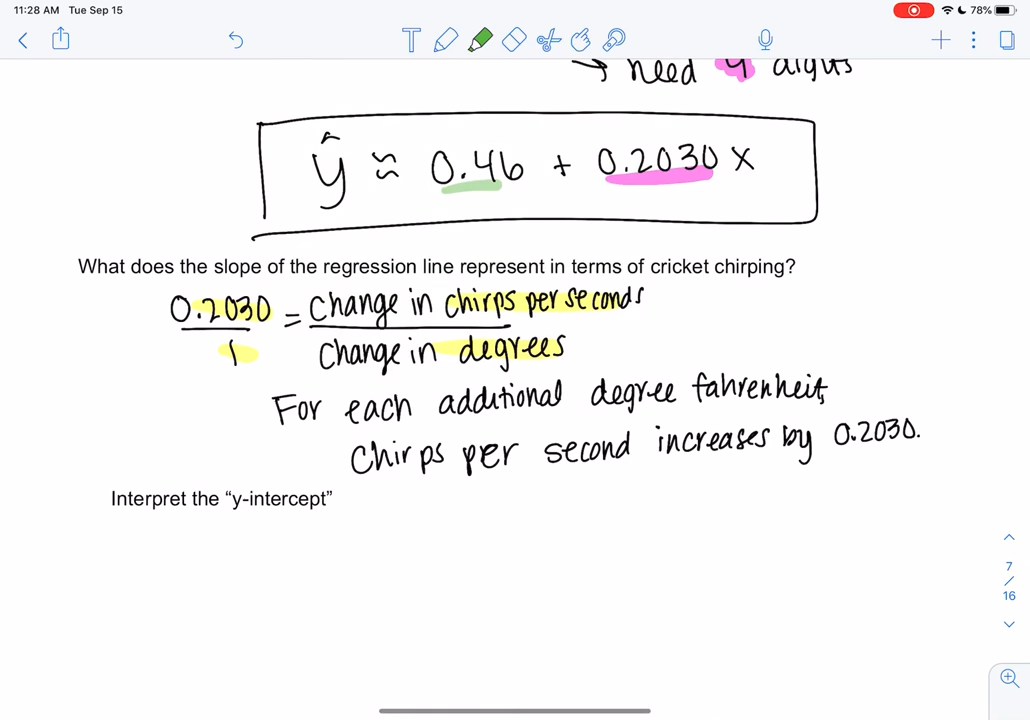 11:28 AM Tue Sep 15
78%
→ need 4 digits
ŷ ≈ 0.46 + 0.2030 x
What does the slope of the regression line represent in terms of cricket chirping?
0.2030 = change in chirps per seconds
1 change in degrees
For each additional degree fahrenheit,
chirps per second increases by 0.2030.
Interpret the “y-intercept”
7
/
16